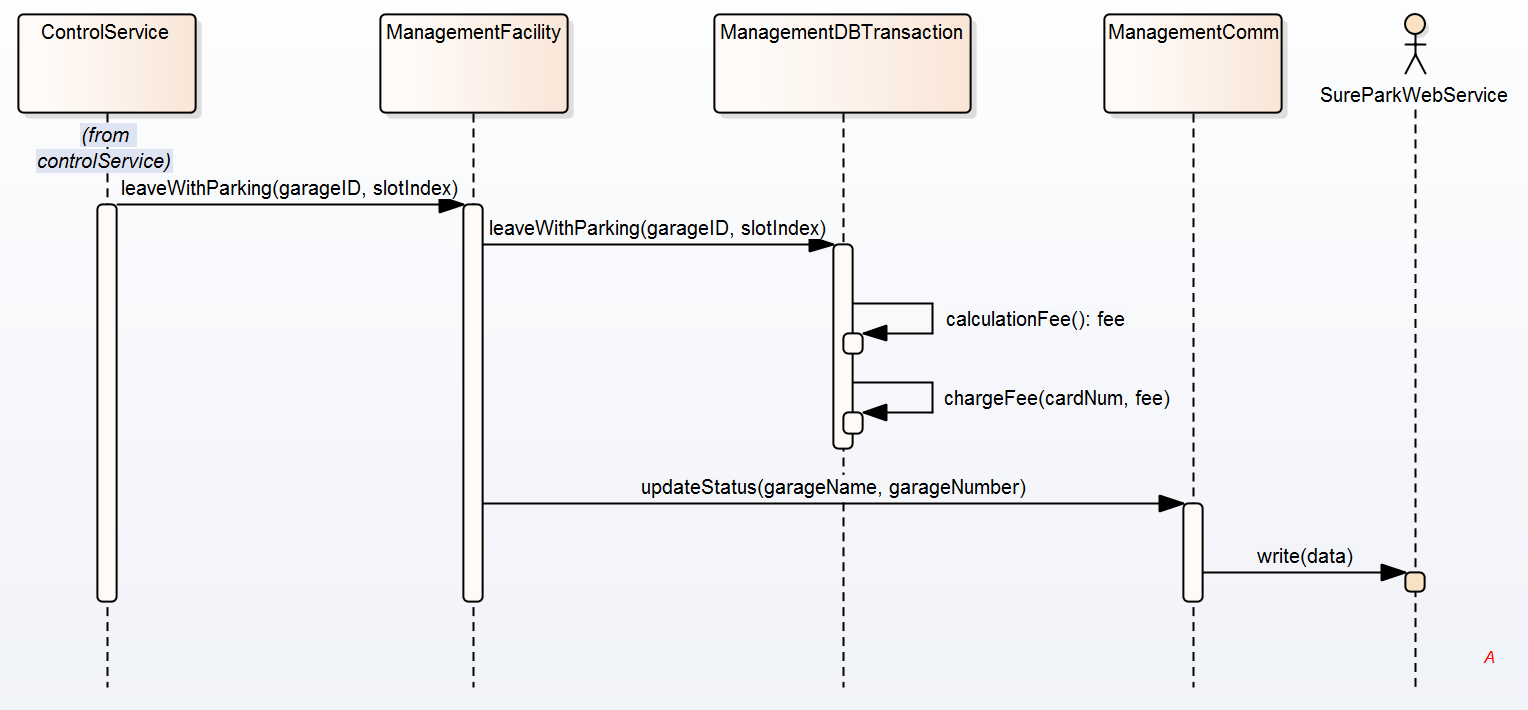 ControlService
ManagementFacility
ManagementDBTransaction
ManagementComm
SureParkWebService
(from
controlService)
leaveWithParking(garageID, slotIndex)
leaveWithParking(garageID, slotIndex)
calculationFee(): fee
chargeFee(cardNum, fee)
updateStatus(garageName, garageNumber)
write(data)
A